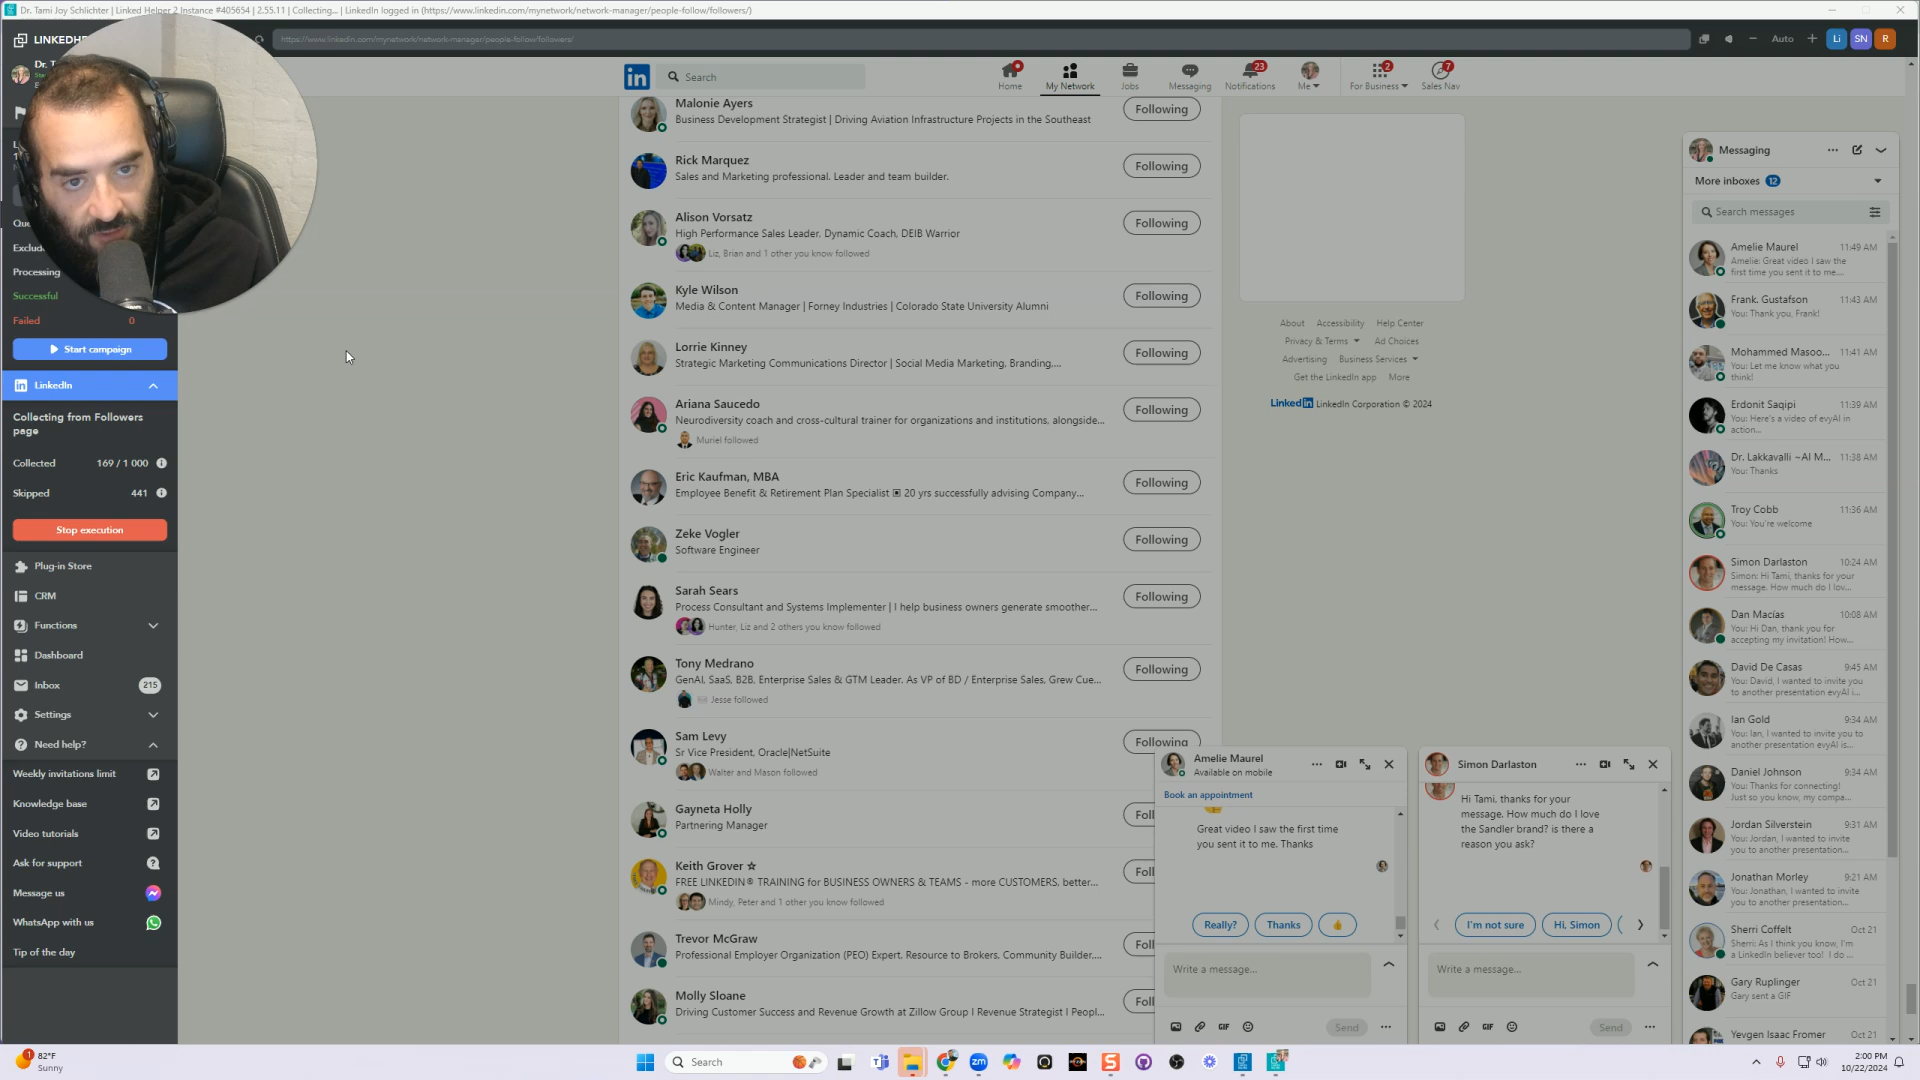 Dr. Tami Joy Schlichter | Linked Helper 2 Instance #405654 | 2.55.11 | Collecting... | LinkedIn logged in (https://www.linkedin.com/mynetwork/network-manager/people-follow/followers/)
https://www.linkedin.com/mynetwork/network-manager/people-follow/followers/
Auto
Li
SN
R
Search
Home
My Network
Jobs
Messaging
23
Notifications
Me
2
For Business
7
Sales Nav
Processing
Successful
Failed 0
Start campaign
LinkedIn
Collecting from Followers
page
Collected 169 / 1 000
Skipped 441
Stop execution
Plug-in Store
CRM
Functions
Dashboard
Inbox 215
Settings
Need help?
Weekly invitations limit
Knowledge base
Video tutorials
Ask for support
Message us
WhatsApp with us
Tip of the day
Malonie Ayers
Business Development Strategist | Driving Aviation Infrastructure Projects in the Southeast
Following
Rick Marquez
Sales and Marketing professional. Leader and team builder.
Following
Alison Vorsatz
High Performance Sales Leader, Dynamic Coach, DEIB Warrior
Liz, Brian and 1 other you know followed
Following
Kyle Wilson
Media & Content Manager | Forney Industries | Colorado State University Alumni
Following
Lorrie Kinney
Strategic Marketing Communications Director | Social Media Marketing, Branding,...
Following
Ariana Saucedo
Neurodiversity coach and cross-cultural trainer for organizations and institutions, alongside...
Muriel followed
Following
Eric Kaufman, MBA
Employee Benefit & Retirement Plan Specialist ▣ 20 yrs successfully advising Company...
Following
Zeke Vogler
Software Engineer
Following
Sarah Sears
Process Consultant and Systems Implementer | I help business owners generate smoother...
Hunter, Liz and 2 others you know followed
Following
Tony Medrano
GenAI, SaaS, B2B, Enterprise Sales & GTM Leader. As VP of BD / Enterprise Sales, Grew Cue...
Jesse followed
Following
Sam Levy
Sr Vice President, Oracle|NetSuite
Walter and Mason followed
Following
Gayneta Holly
Partnering Manager
Foll
Keith Grover ☆
FREE LINKEDIN® TRAINING for BUSINESS OWNERS & TEAMS - more CUSTOMERS, better...
Mindy, Peter and 1 other you know followed
Foll
Trevor McGraw
Professional Employer Organization (PEO) Expert. Resource to Brokers. Community Builder,...
Foll
Molly Sloane
Driving Customer Success and Revenue Growth at Zillow Group I Revenue Strategist I Peopl...
Foll
About Accessibility Help Center
Privacy & Terms Ad Choices
Advertising Business Services
Get the LinkedIn app More
LinkedIn LinkedIn Corporation © 2024
Messaging
More inboxes 12
Search messages
Amelie Maurel 11:49 AM
Amelie: Great video I saw the
first time you sent it to me....
Frank. Gustafson 11:43 AM
You: Thank you, Frank!
Mohammed Masoo... 11:41 AM
You: Let me know what you
think!
Erdonit Saqipi 11:39 AM
You: Here's a video of evyAI in
action...
Dr. Lakkavalli ~AI M... 11:38 AM
You: Thanks
Troy Cobb 11:36 AM
You: You're welcome
Simon Darlaston 10:24 AM
Simon: Hi Tami, thanks for your
message. How much do I lov...
Dan Macías 10:08 AM
You: Hi Dan, thank you for
accepting my invitation! How...
David De Casas 9:45 AM
You: David, I wanted to invite you
to another presentation evyAI i...
Ian Gold 9:34 AM
You: Ian, I wanted to invite you to
another presentation evyAI is...
Daniel Johnson 9:34 AM
You: Thanks for connecting!
Just so you know, my compa...
Jordan Silverstein 9:31 AM
You: Jordan, I wanted to invite
you to another presentation...
Jonathan Morley 9:21 AM
You: Jonathan, I wanted to invite
you to another presentation...
Sherri Coffelt Oct 21
Sherri: As I think you know, I'm
a LinkedIn believer too! I do ...
Gary Ruplinger Oct 21
Gary sent a GIF
Yevgen Isaac Fromer Oct 21
Amelie Maurel
Available on mobile
Book an appointment
Great video I saw the first time
you sent it to me. Thanks
Really?
Thanks
Write a message...
GIF
Send
Simon Darlaston
Hi Tami, thanks for your
message. How much do I love
the Sandler brand? is there a
reason you ask?
I'm not sure
Hi, Simon
Write a message...
GIF
Send
1
82°F
Sunny
Search
2:00 PM
10/22/2024